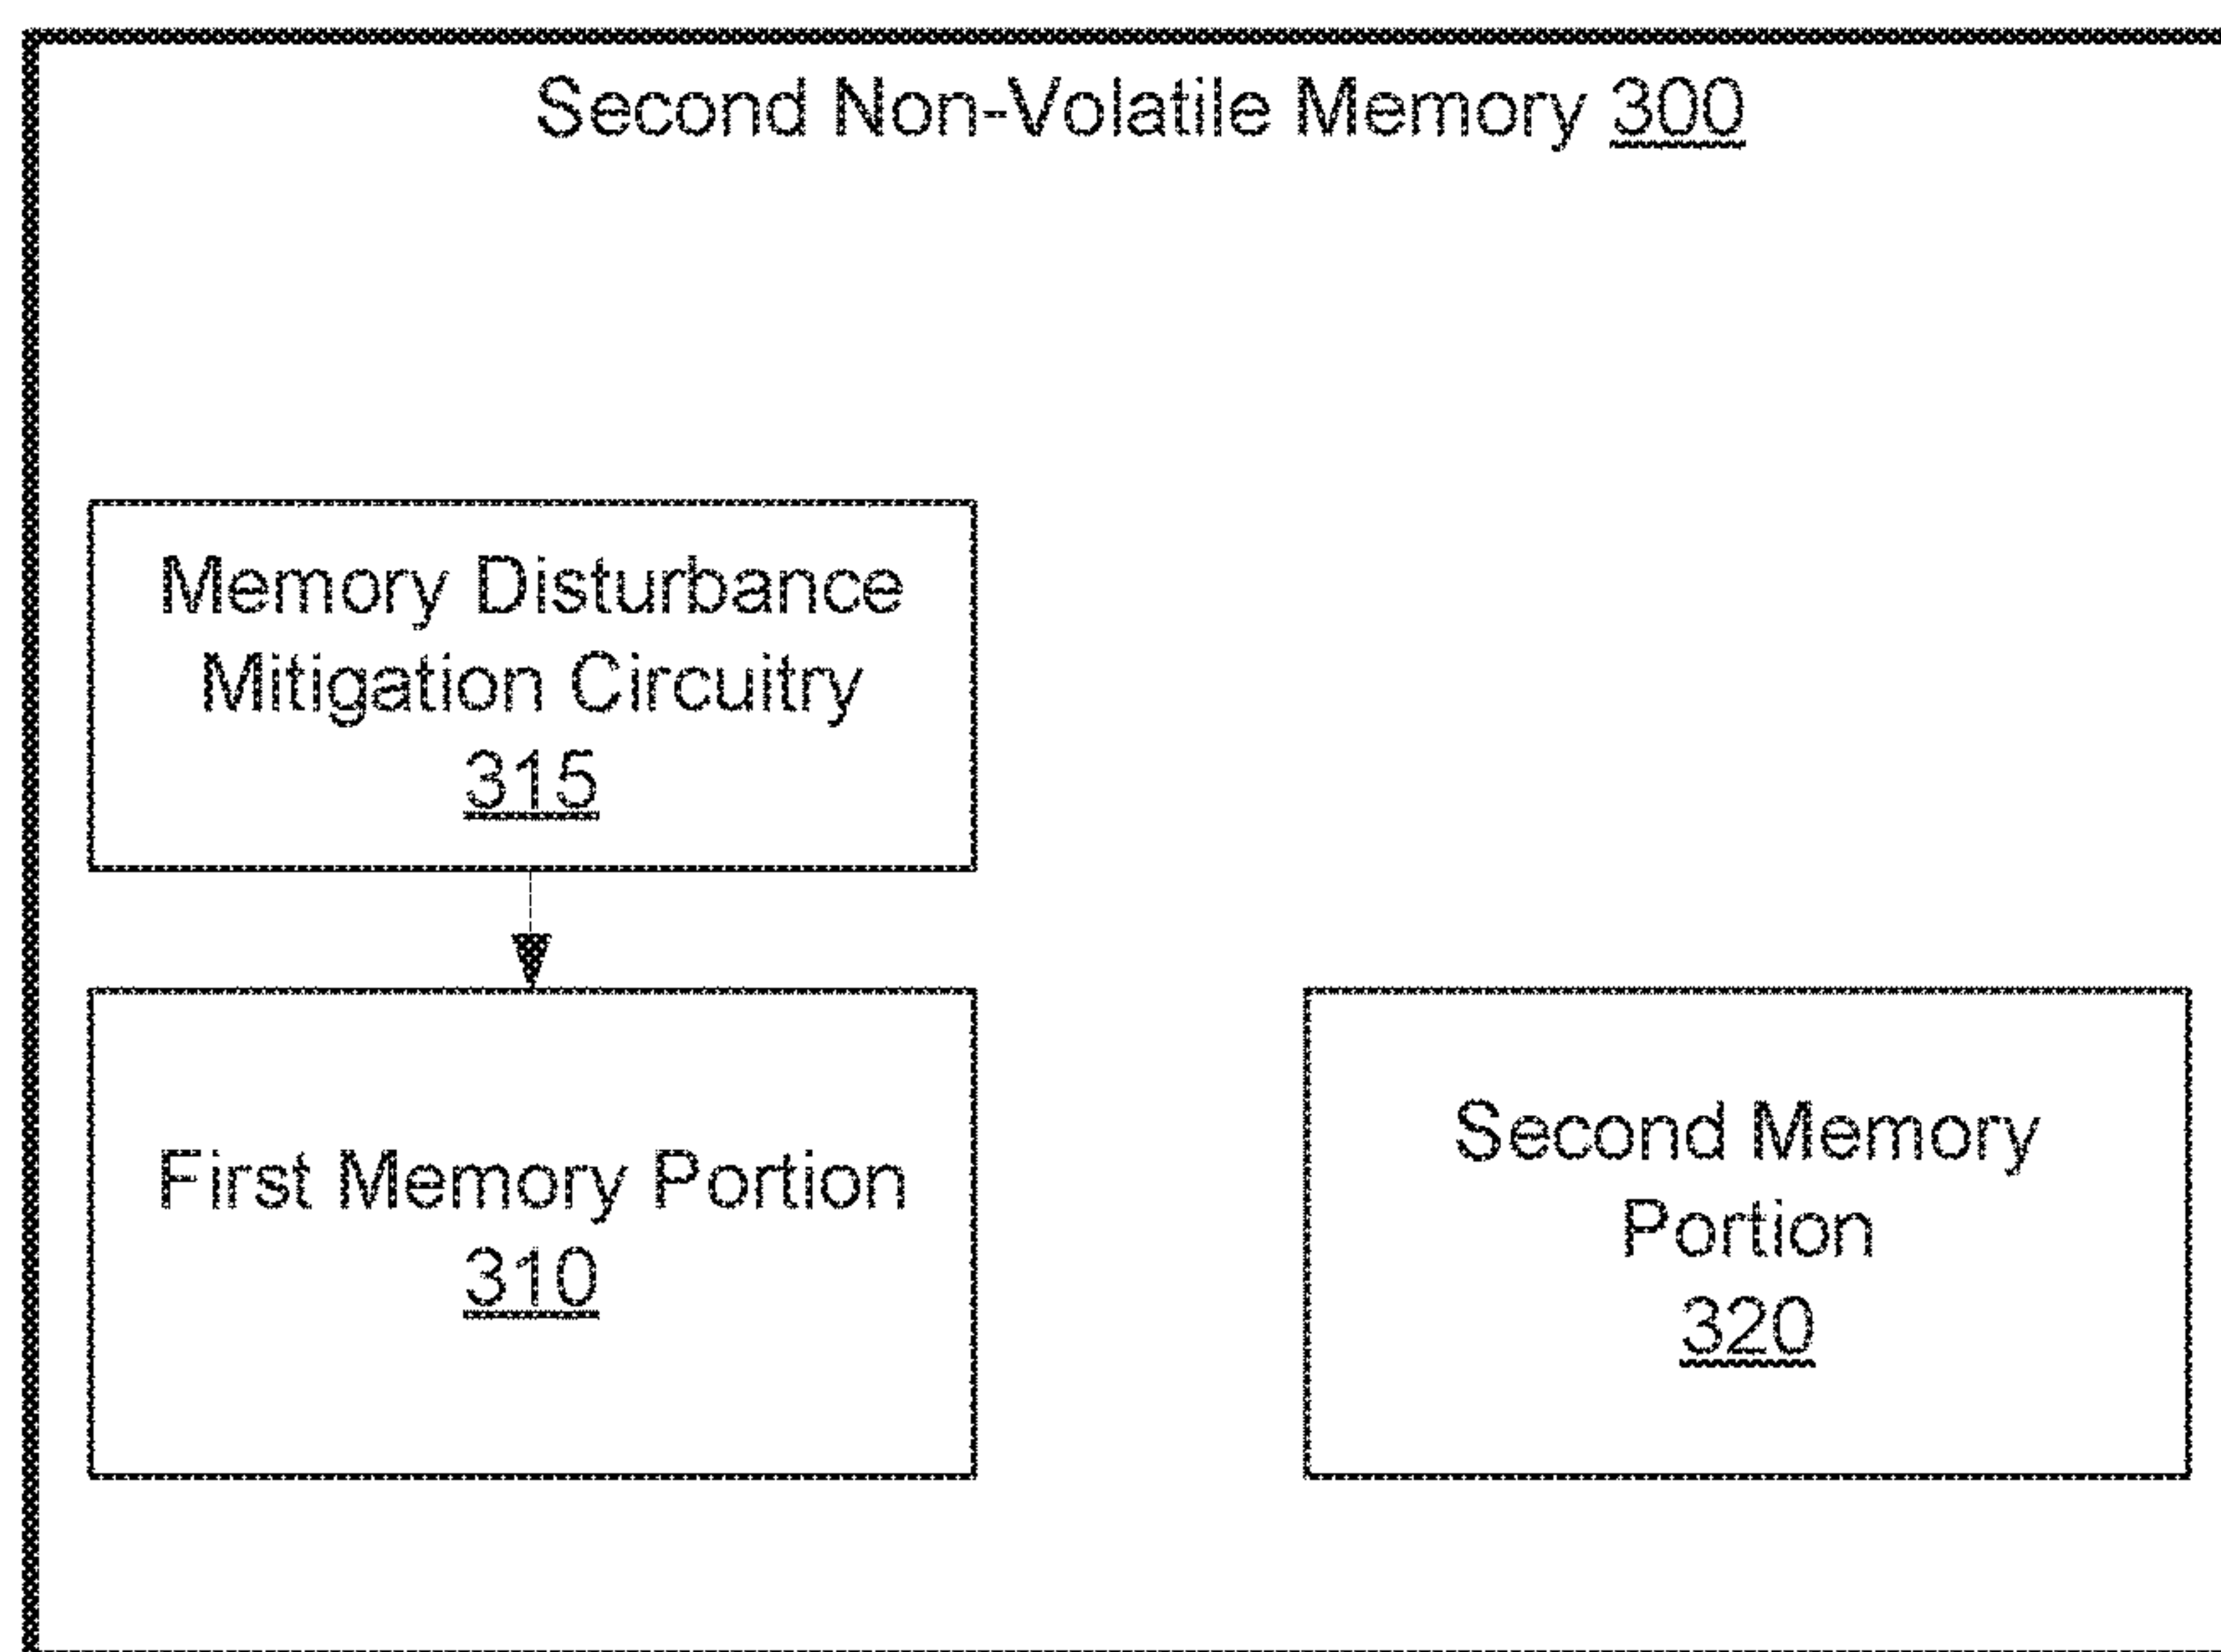 Second Non-Volatile Memory 300
Memory Disturbance
Mitigation Circuitry
315
First Memory Portion
310
Second Memory
Portion
320